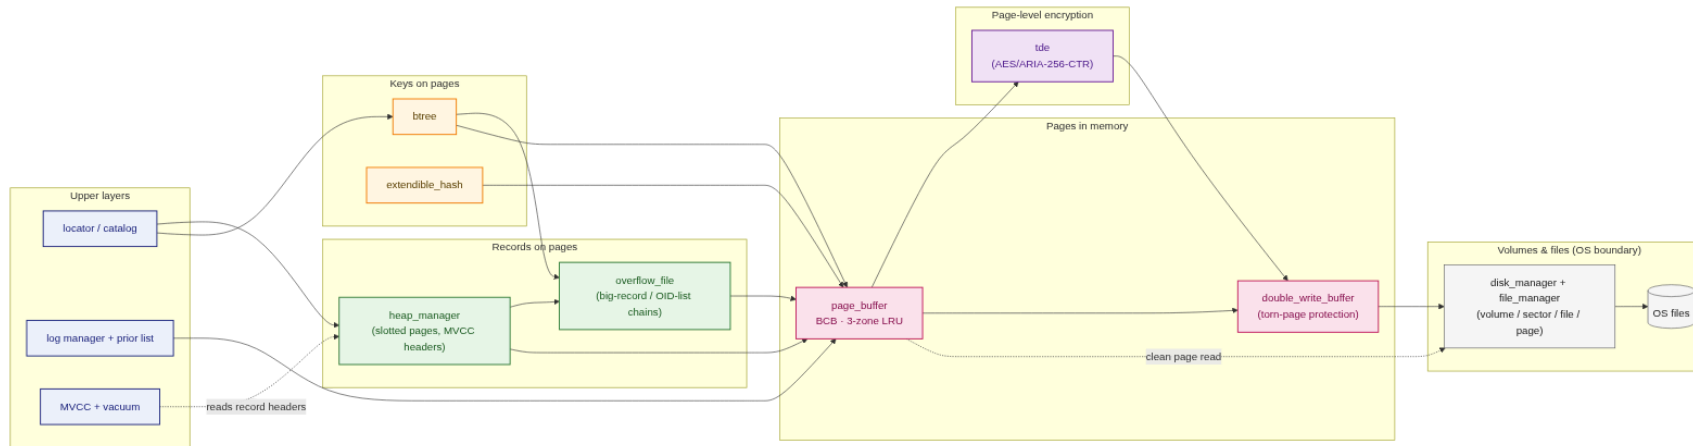 Upper layers
locator / catalog
log manager + prior list
MVCC + vacuum
reads record headers
Keys on pages
btree
extendible_hash
Records on pages
heap_manager
(slotted pages, MVCC
headers)
overflow_file
(big-record / OID-list
chains)
Page-level encryption
tde
(AES/ARIA-256-CTR)
Pages in memory
page_buffer
BCB · 3-zone LRU
double_write_buffer
(torn-page protection)
clean page read
Volumes & files (OS boundary)
disk_manager +
file_manager
(volume / sector / file /
page)
OS files